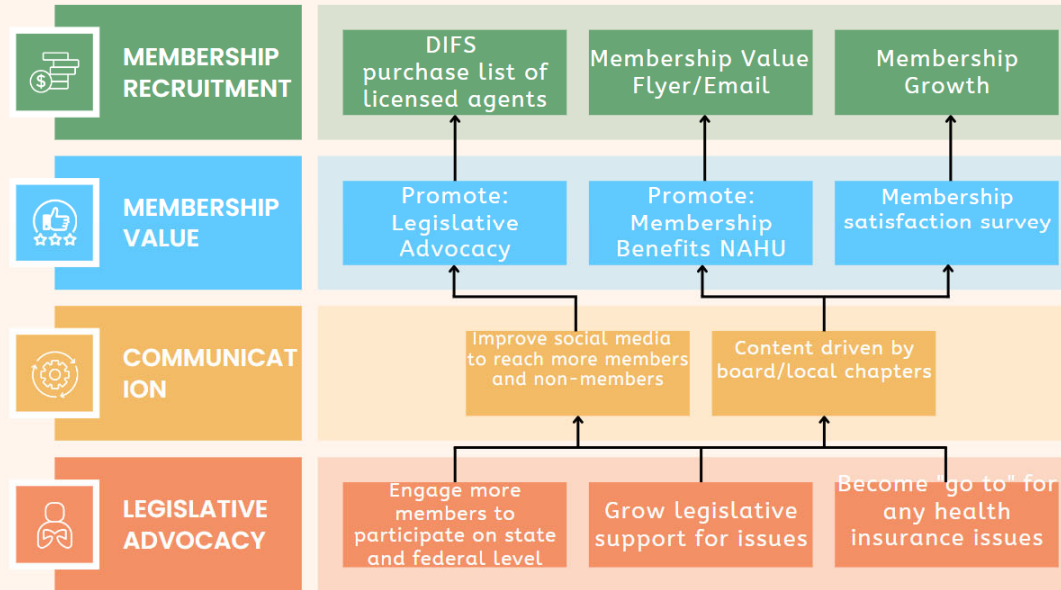 MEMBERSHIP
RECRUITMENT
DIFS
purchase list of
licensed agents
Membership Value
Flyer/Email
Membership
Growth
MEMBERSHIP
VALUE
Promote:
Legislative
Advocacy
Promote:
Membership
Benefits NAHU
Membership
satisfaction survey
COMMUNICAT
ION
Improve social media
to reach more members
and non-members
Content driven by
board/local chapters
LEGISLATIVE
ADVOCACY
Engage more
members to
participate on state
and federal level
Grow legislative
support for issues
Become "go to" for
any health
insurance issues